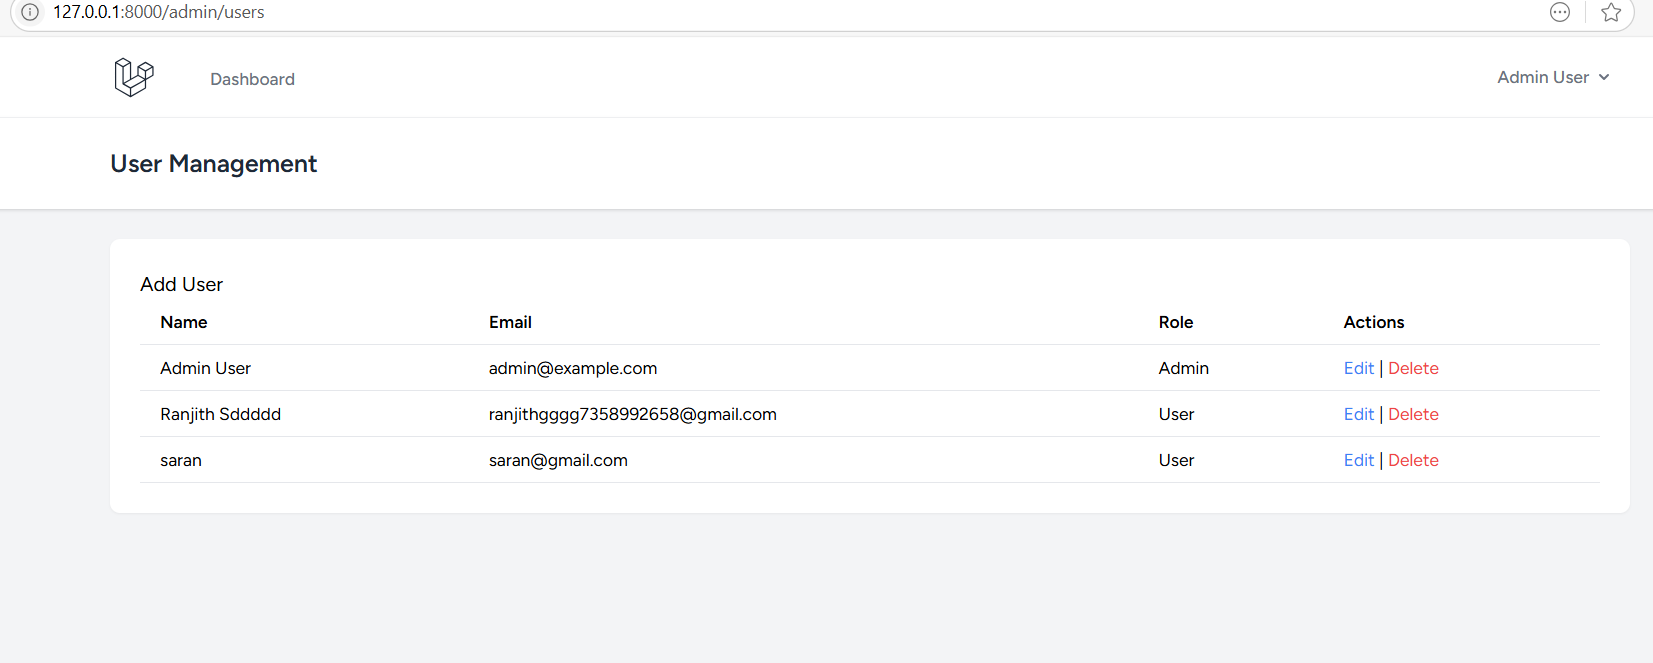 127.0.0.1:8000/admin/users
Dashboard Admin User
User Management
Add User
Name Email Role Actions
Admin User admin@example.com Admin Edit | Delete
Ranjith Sddddd ranjithgggg7358992658@gmail.com User Edit | Delete
saran saran@gmail.com User Edit | Delete